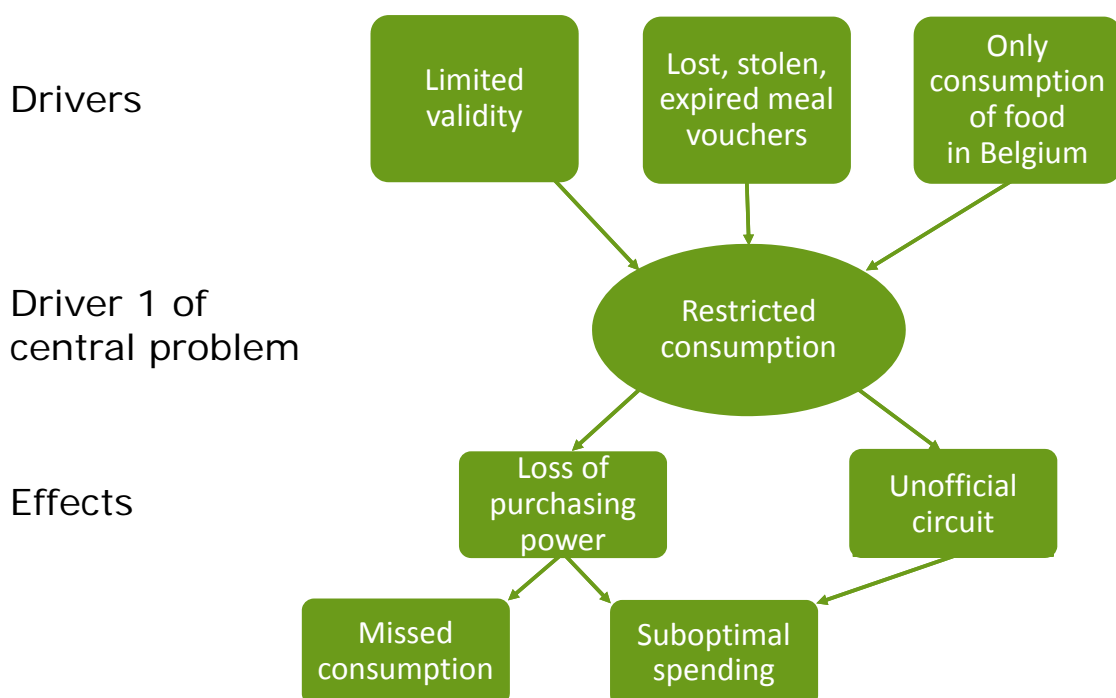 Drivers
Limited
validity
Lost, stolen,
expired meal
vouchers
Only
consumption
of food
in Belgium
Driver 1 of
central problem
Restricted
consumption
Effects
Loss of
purchasing
power
Unofficial
circuit
Missed
consumption
Suboptimal
spending